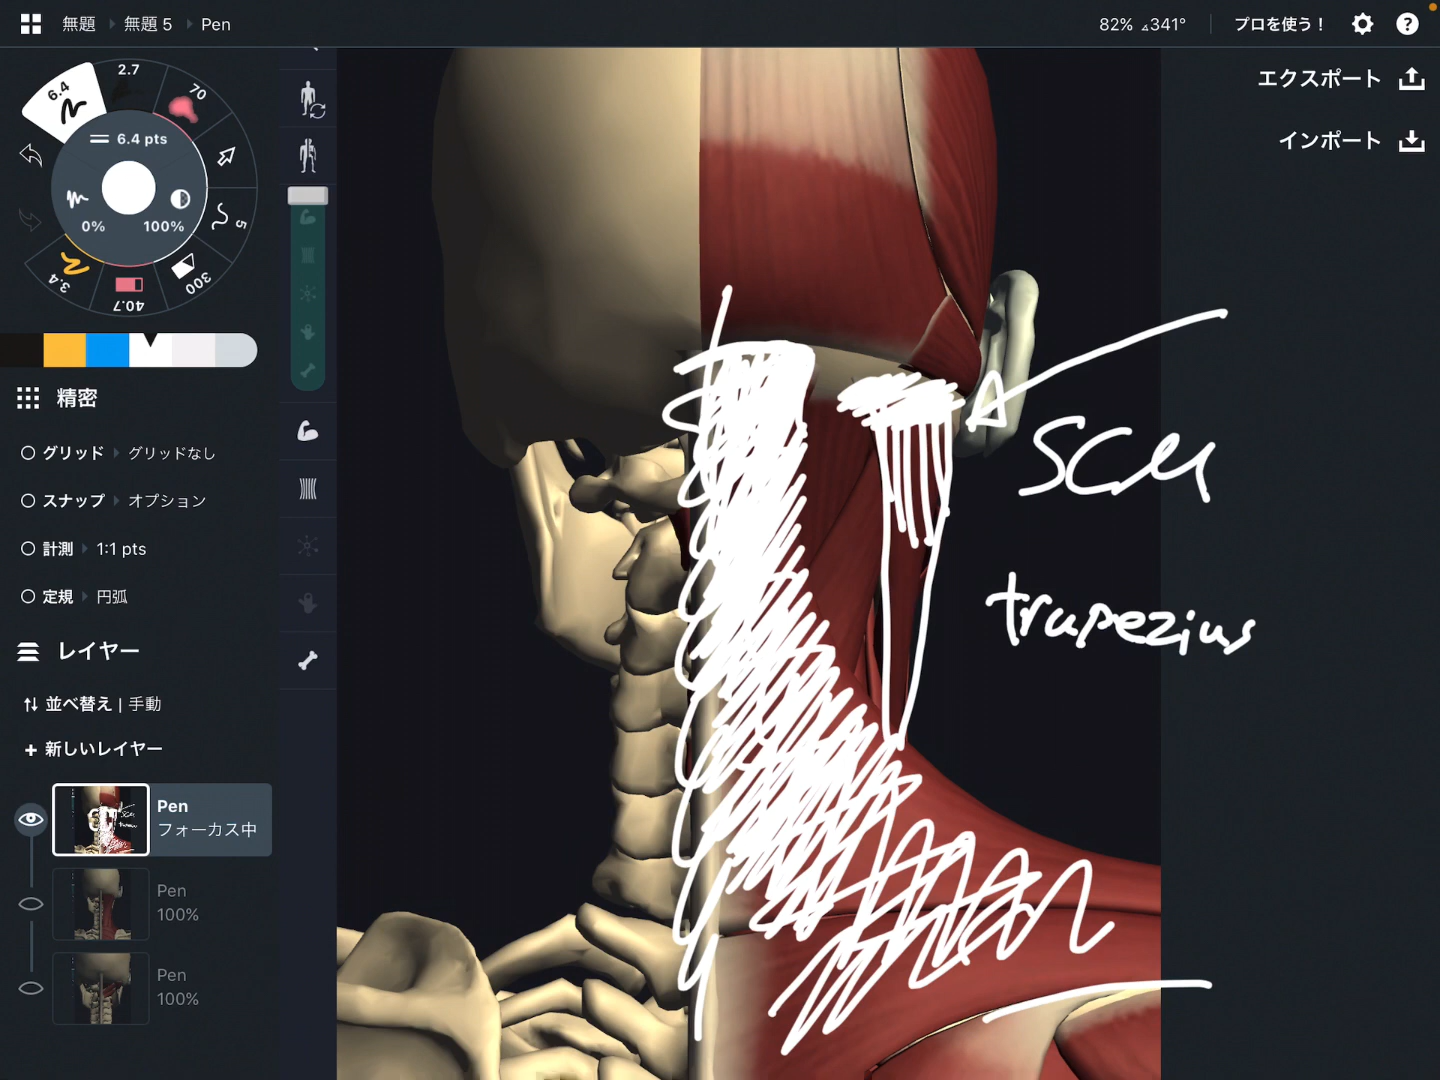 無題 無題 5 Pen
82% ⦟341° プロを使う！
エクスポート
インポート
6.4
2.7
70
5
300
40.7
3.4
6.4 pts
0% 100%
精密
グリッド グリッドなし
スナップ オプション
計測 1:1 pts
定規 円弧
レイヤー
並べ替え | 手動
+ 新しいレイヤー
Pen
フォーカス中
Pen
100%
Pen
100%
SCM
trapezius